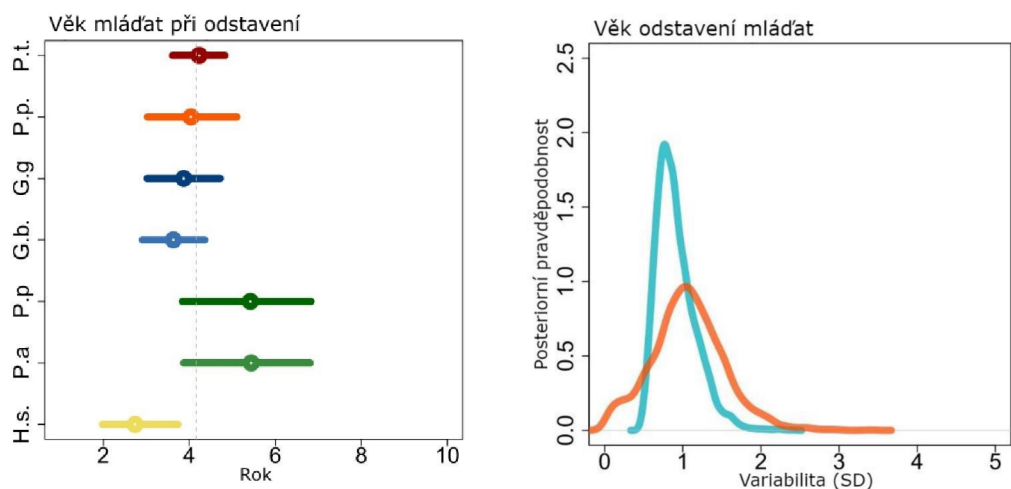 Věk mláďat při odstavení
P.t.
P.p.
G.g
G.b.
P.p
P.a
H.s.
2 4 6 8 10
Rok
Věk odstavení mláďat
Posteriorní pravděpodobnost
2.5
2.0
1.5
1.0
0.5
0.0
0 1 2 3 4 5
Variabilita (SD)